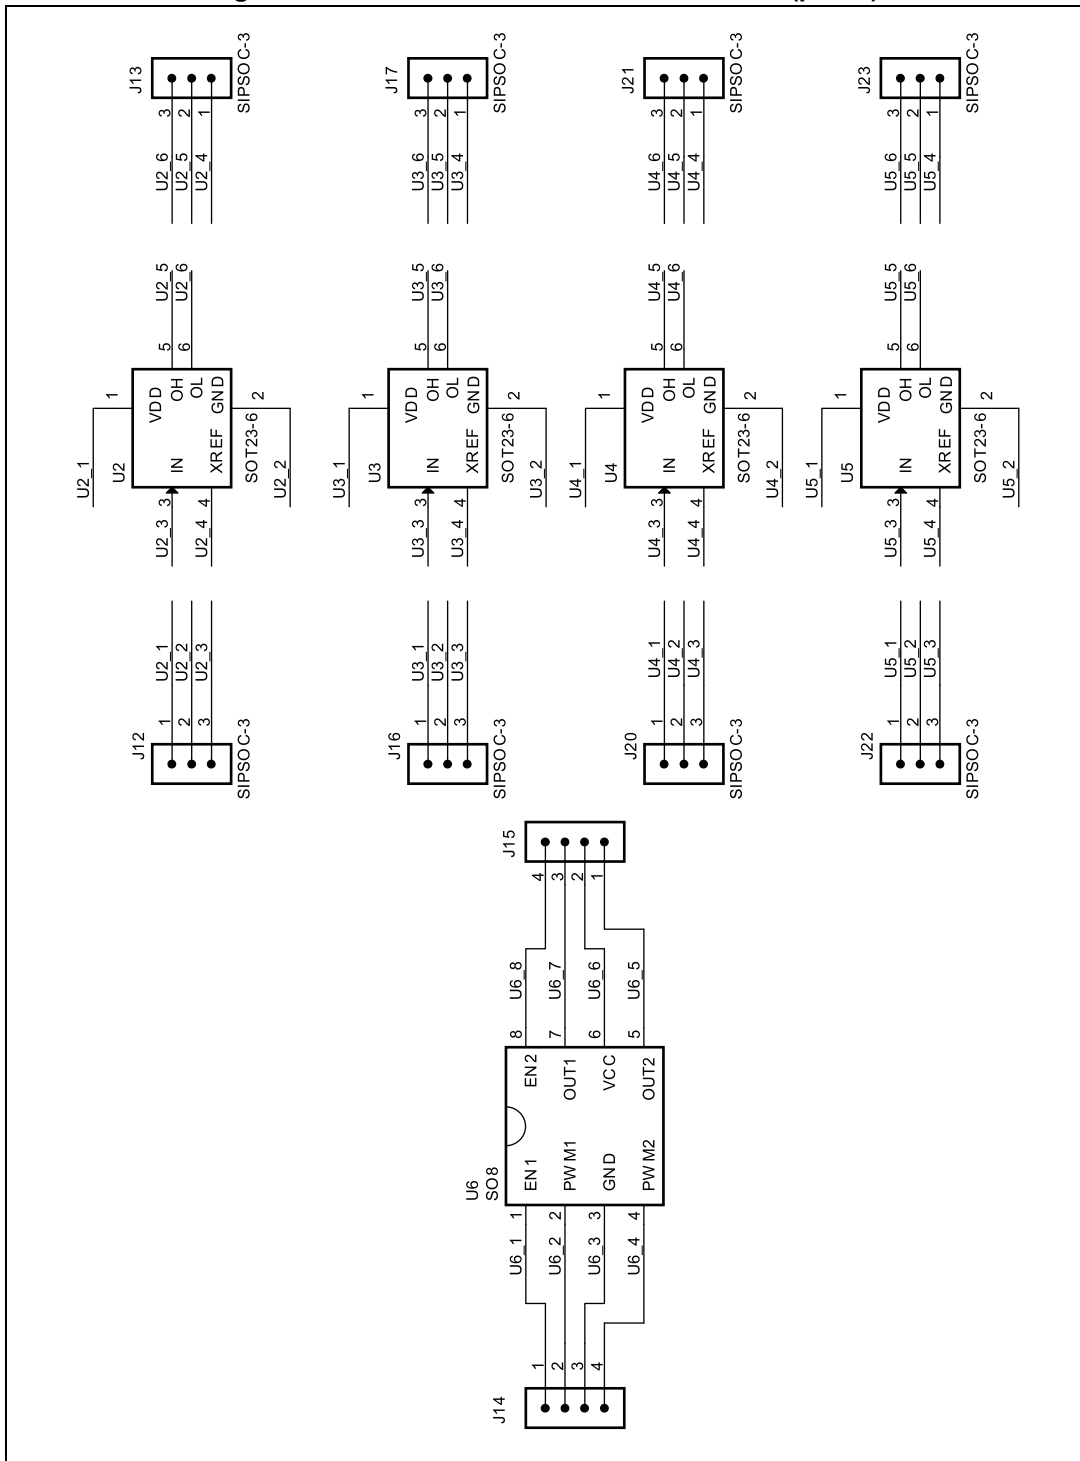 J13
SIPSOC-3
3
2
1
U2_6
U2_5
U2_4
J17
SIPSOC-3
3
2
1
U3_6
U3_5
U3_4
J21
SIPSOC-3
3
2
1
U4_6
U4_5
U4_4
J23
SIPSOC-3
3
2
1
U5_6
U5_5
U5_4
U2_5
U2_6
5
6
1
VDD
OH
OL
GND
2
U2_1
U2
IN
XREF
SOT23-6
U2_2
3
4
U2_3
U2_4
U3_5
U3_6
5
6
1
VDD
OH
OL
GND
2
U3_1
U3
IN
XREF
SOT23-6
U3_2
3
4
U3_3
U3_4
U4_5
U4_6
5
6
1
VDD
OH
OL
GND
2
U4_1
U4
IN
XREF
SOT23-6
U4_2
3
4
U4_3
U4_4
U5_5
U5_6
5
6
1
VDD
OH
OL
GND
2
U5_1
U5
IN
XREF
SOT23-6
U5_2
3
4
U5_3
U5_4
U2_1
U2_2
U2_3
1
2
3
J12
SIPSOC-3
U3_1
U3_2
U3_3
1
2
3
J16
SIPSOC-3
U4_1
U4_2
U4_3
1
2
3
J20
SIPSOC-3
U5_1
U5_2
U5_3
1
2
3
J22
SIPSOC-3
J15
4
3
2
1
U6_8
U6_7
U6_6
U6_5
8
7
6
5
EN2
OUT1
VCC
OUT2
U6
SO8
EN1
PWM1
GND
PWM2
1
2
3
4
U6_1
U6_2
U6_3
U6_4
1
2
3
4
J14